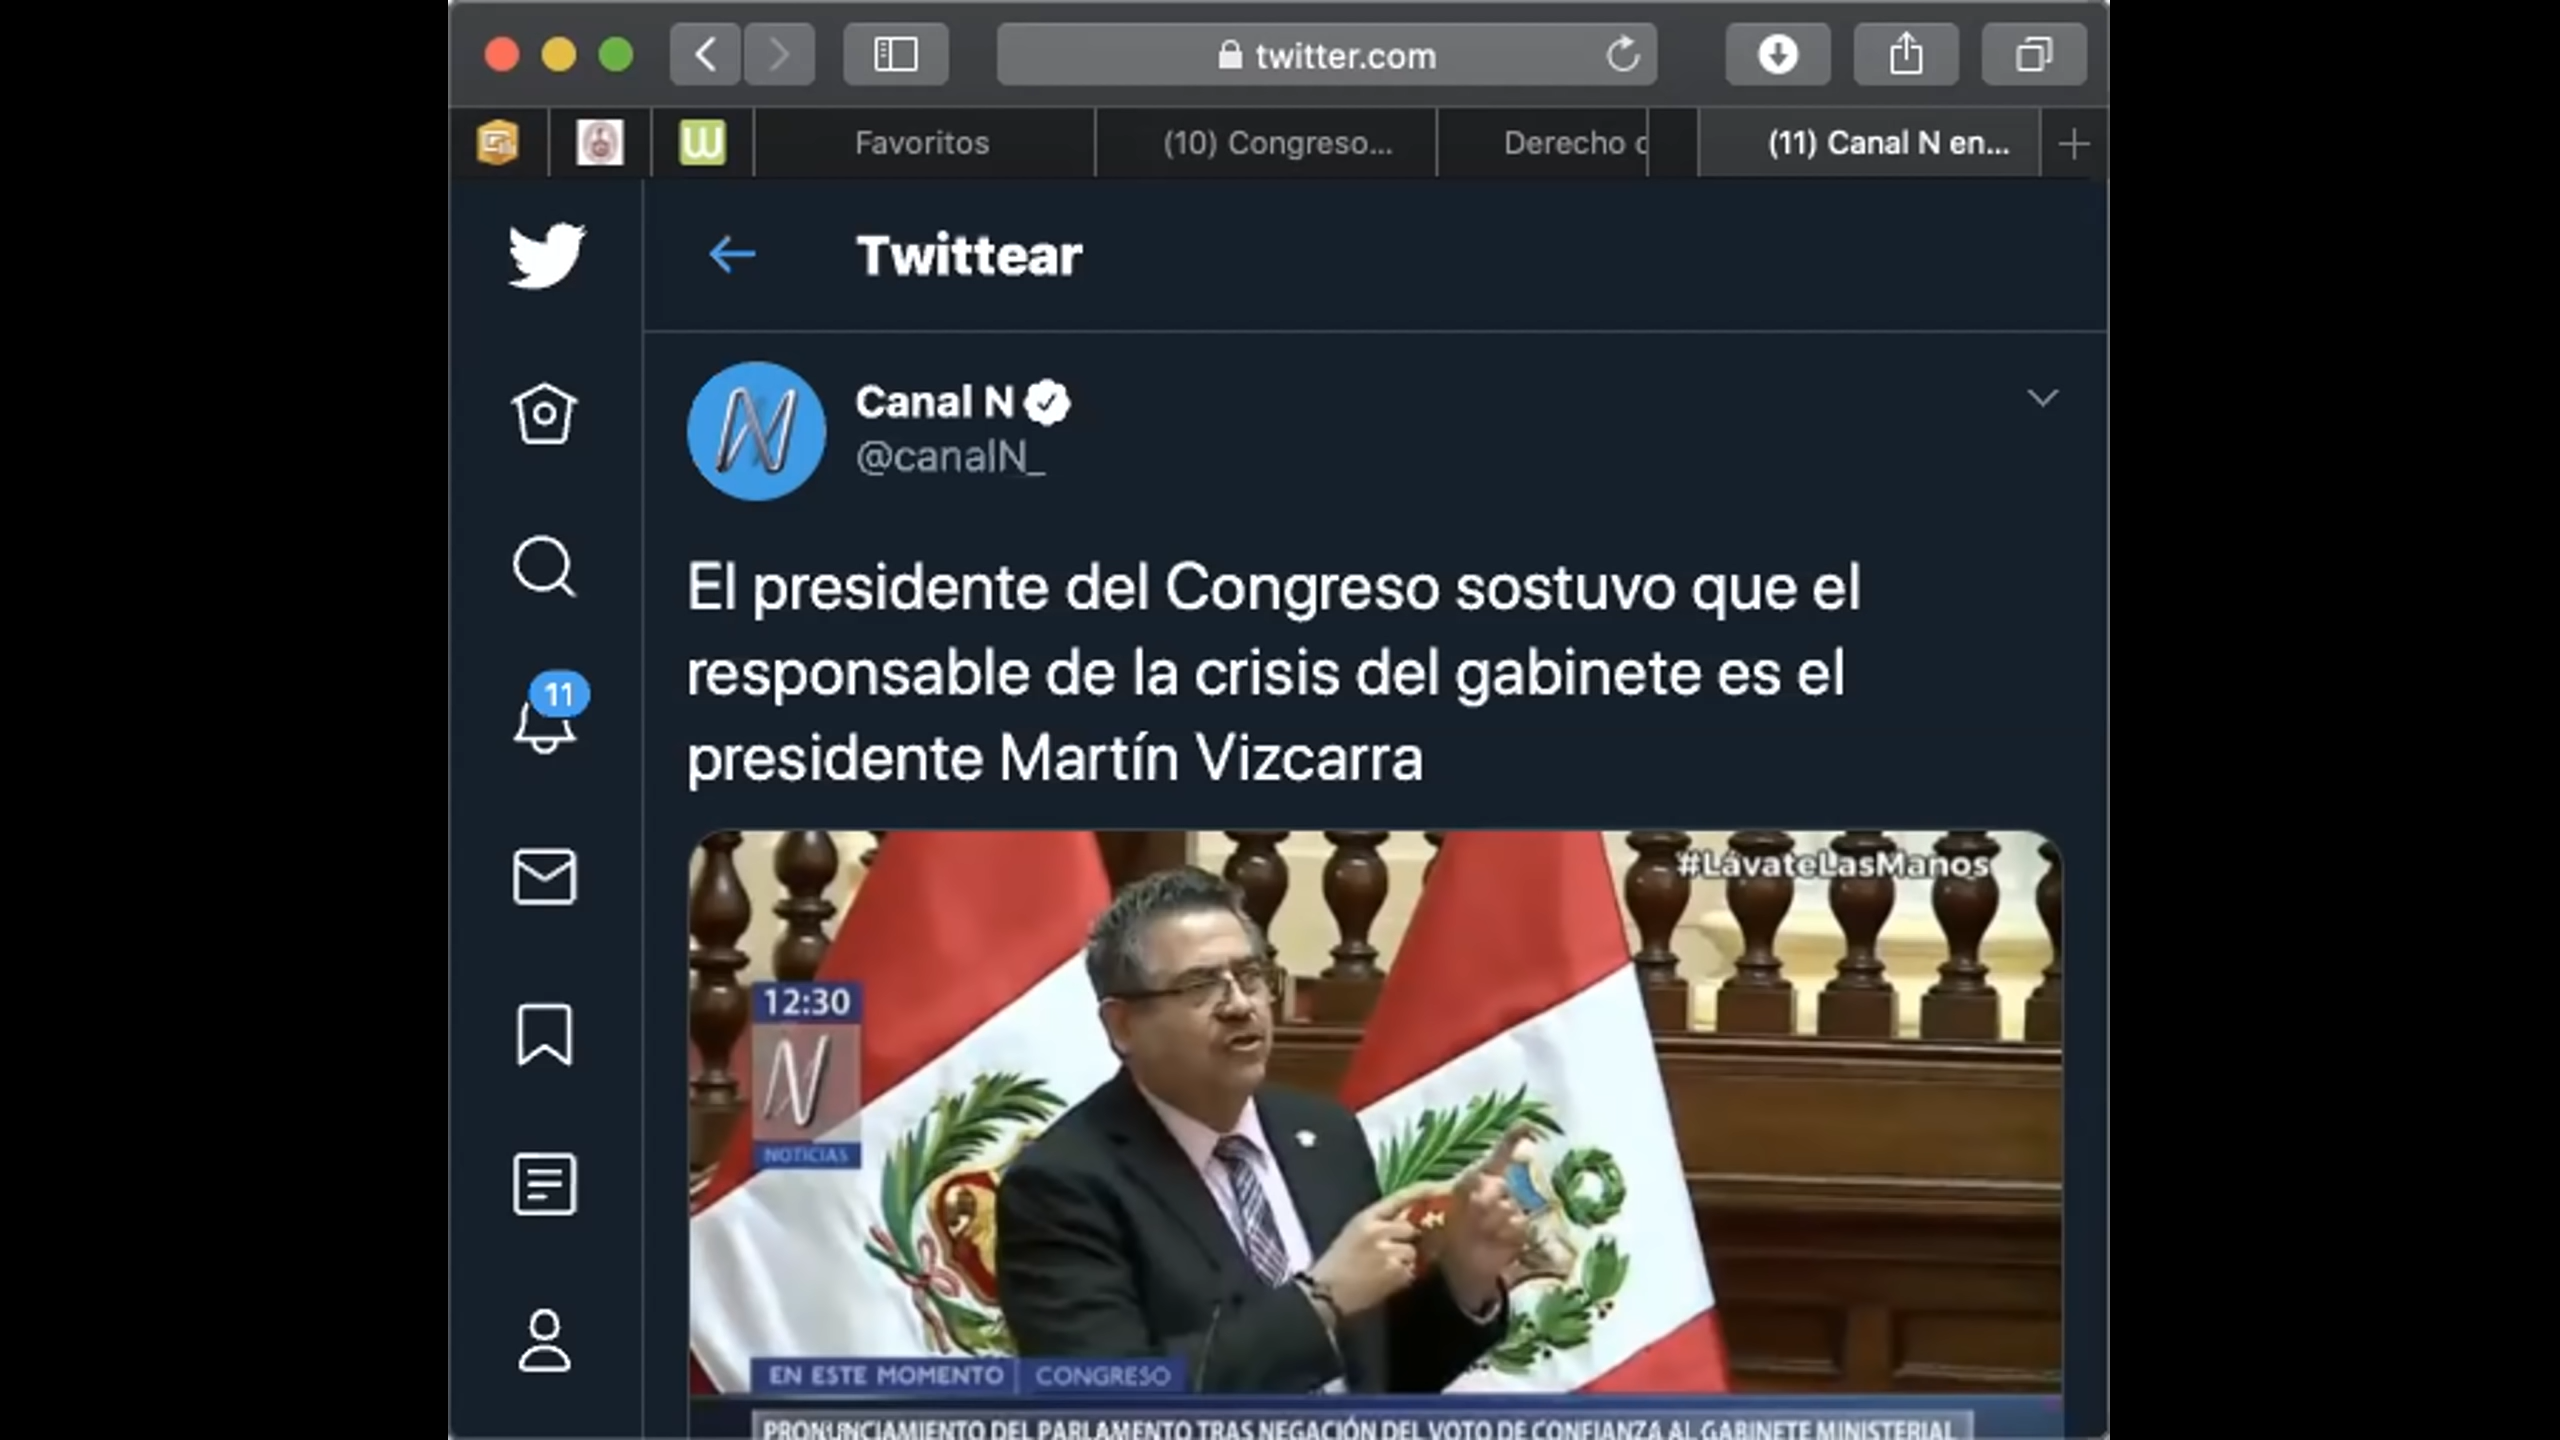 twitter.com
Favoritos
(10) Congreso...
Derecho c
(11) Canal N en...
Twittear
Canal N
@canalN_
El presidente del Congreso sostuvo que el
responsable de la crisis del gabinete es el
presidente Martín Vizcarra
11
#LávateLasManos
12:30
N
NOTICIAS
EN ESTE MOMENTO CONGRESO
PRONUNCIAMIENTO DEL PARLAMENTO TRAS NEGACIÓN DEL VOTO DE CONFIANZA AL GABINETE MINISTERIAL